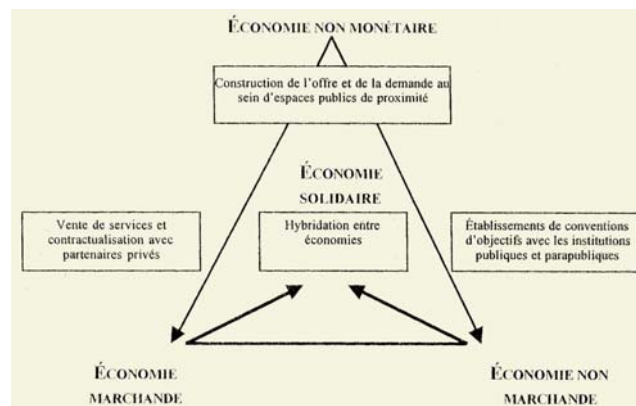 ÉCONOMIE NON MONÉTAIRE
Construction de l'offre et de la demande au
sein d'espaces publics de proximité
ÉCONOMIE
SOLIDAIRE
Vente de services et
contractualisation avec
partenaires privés
Hybridation entre
économies
Établissements de conventions
d'objectifs avec les institutions
publiques et parapubliques
ÉCONOMIE
MARCHANDE
ÉCONOMIE NON
MARCHANDE